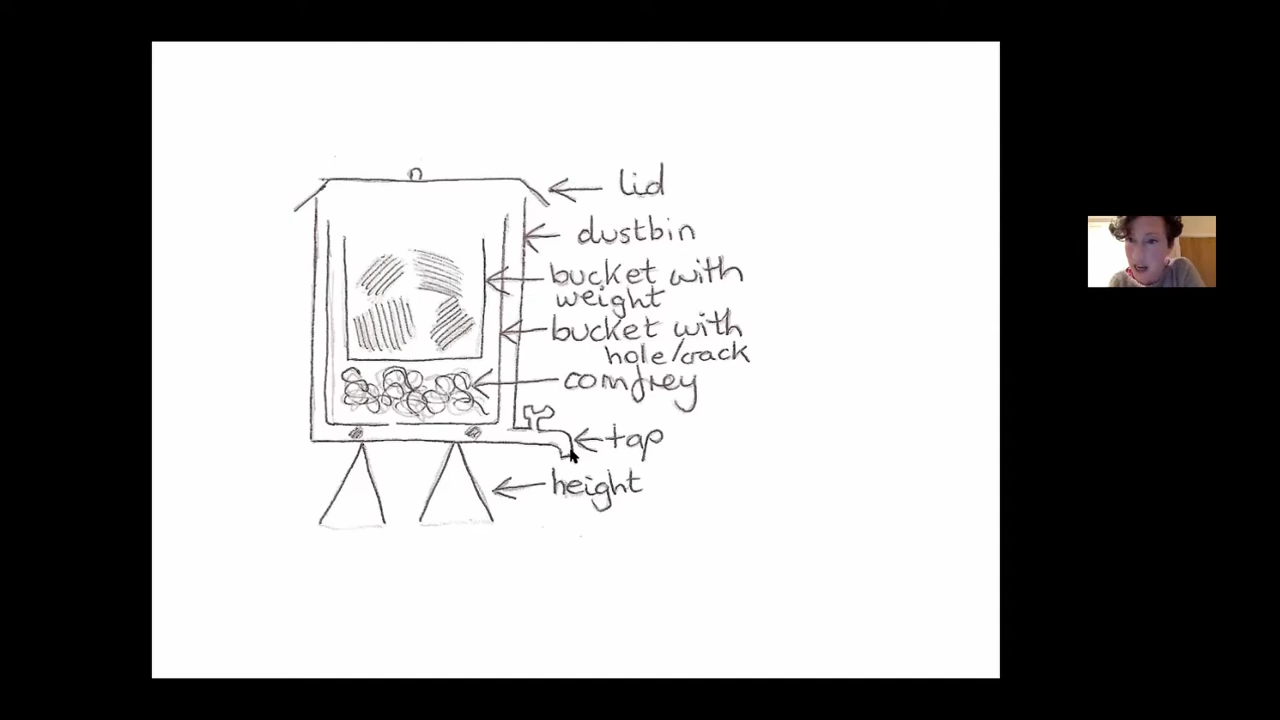 lid
dustbin
bucket with
weight
bucket with
hole/crack
comfrey
tap
height